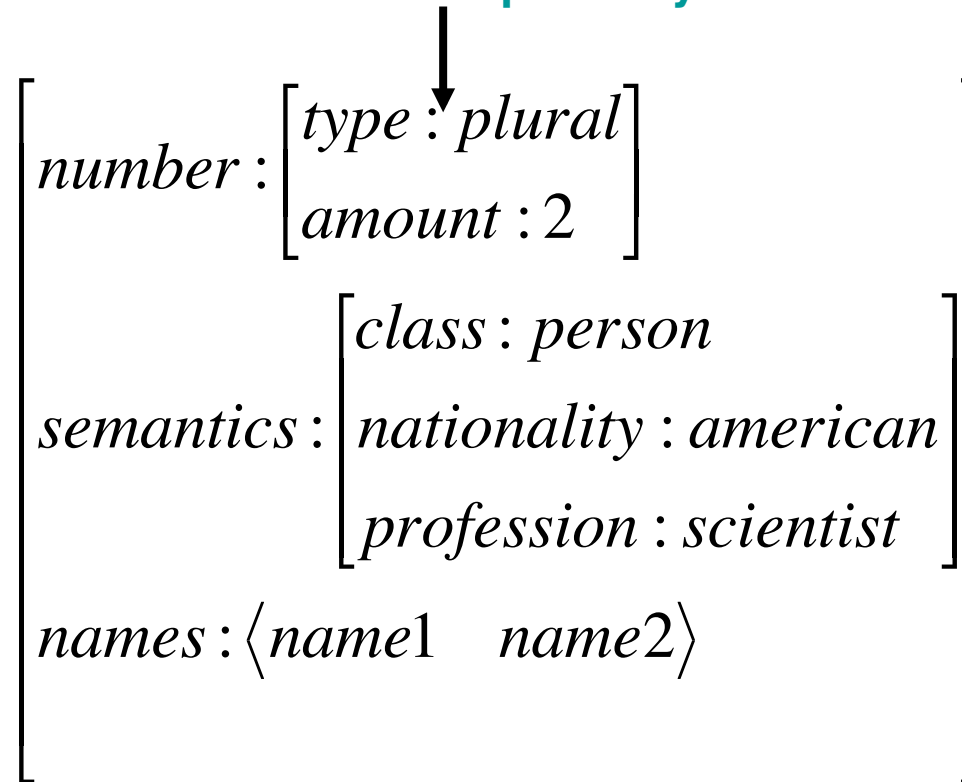 number : [type : plural
amount : 2]
semantics : [class : person
nationality : american
profession : scientist]
names : ⟨name1 name2⟩